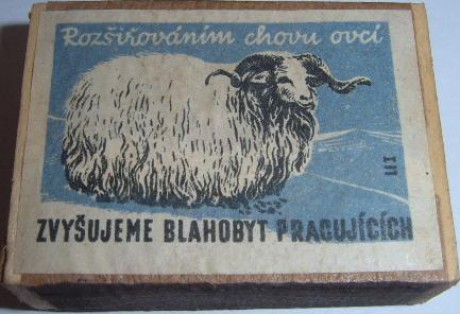 Rozšiřováním chovu ovcí
ZVYŠUJEME BLAHOBYT PRACUJÍCÍCH